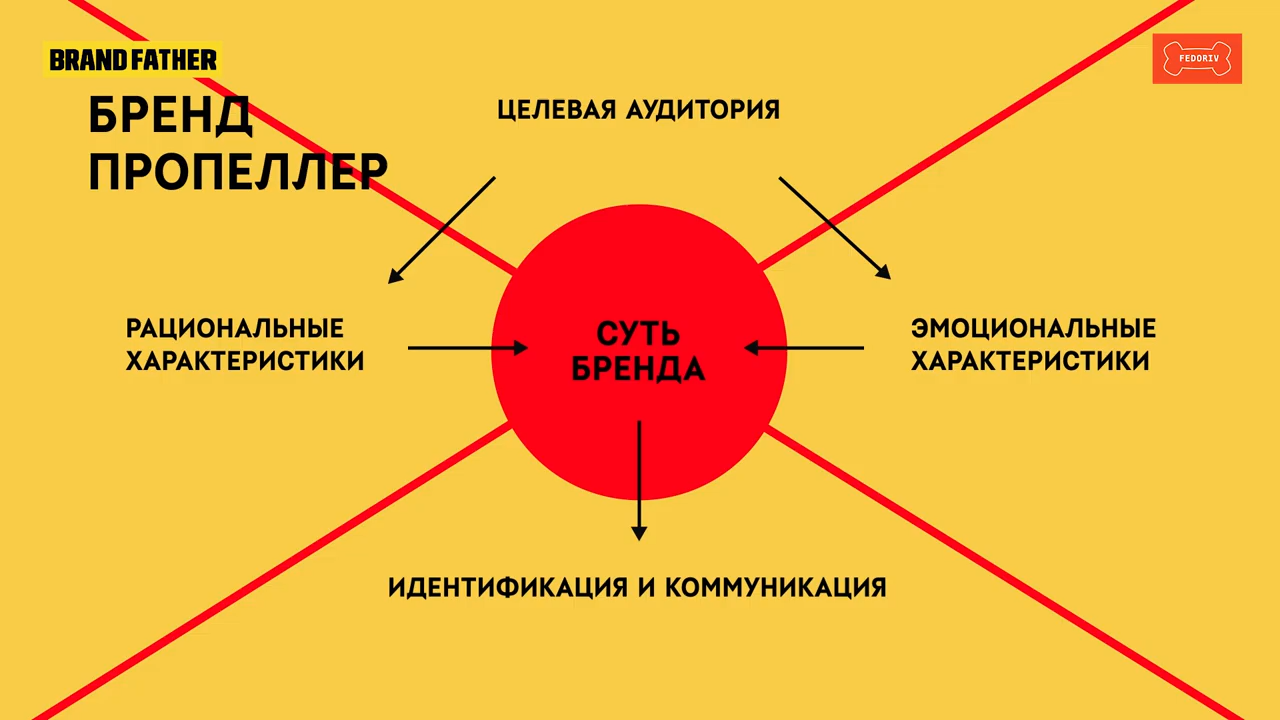 BRAND FATHER
FEDORIV
БРЕНД
ПРОПЕЛЛЕР
ЦЕЛЕВАЯ АУДИТОРИЯ
РАЦИОНАЛЬНЫЕ
ХАРАКТЕРИСТИКИ
СУТЬ
БРЕНДА
ЭМОЦИОНАЛЬНЫЕ
ХАРАКТЕРИСТИКИ
ИДЕНТИФИКАЦИЯ И КОММУНИКАЦИЯ